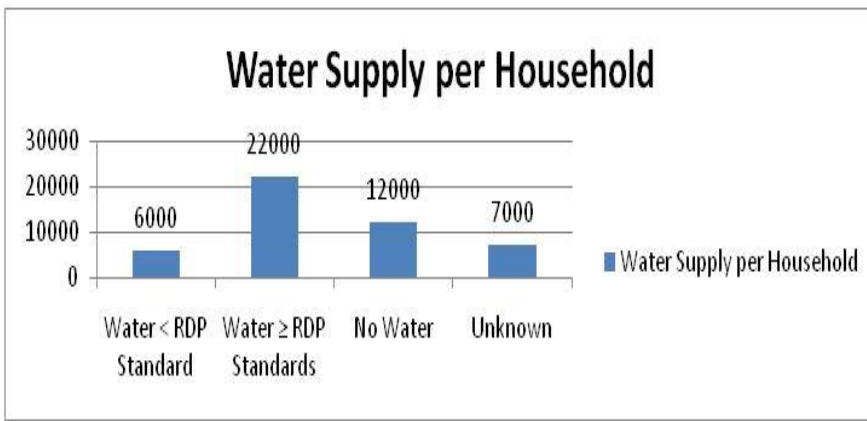 Water Supply per Household
30000
20000
10000
0
6000
22000
12000
7000
Water < RDP
Standard
Water ≥ RDP
Standards
No Water
Unknown
Water Supply per Household